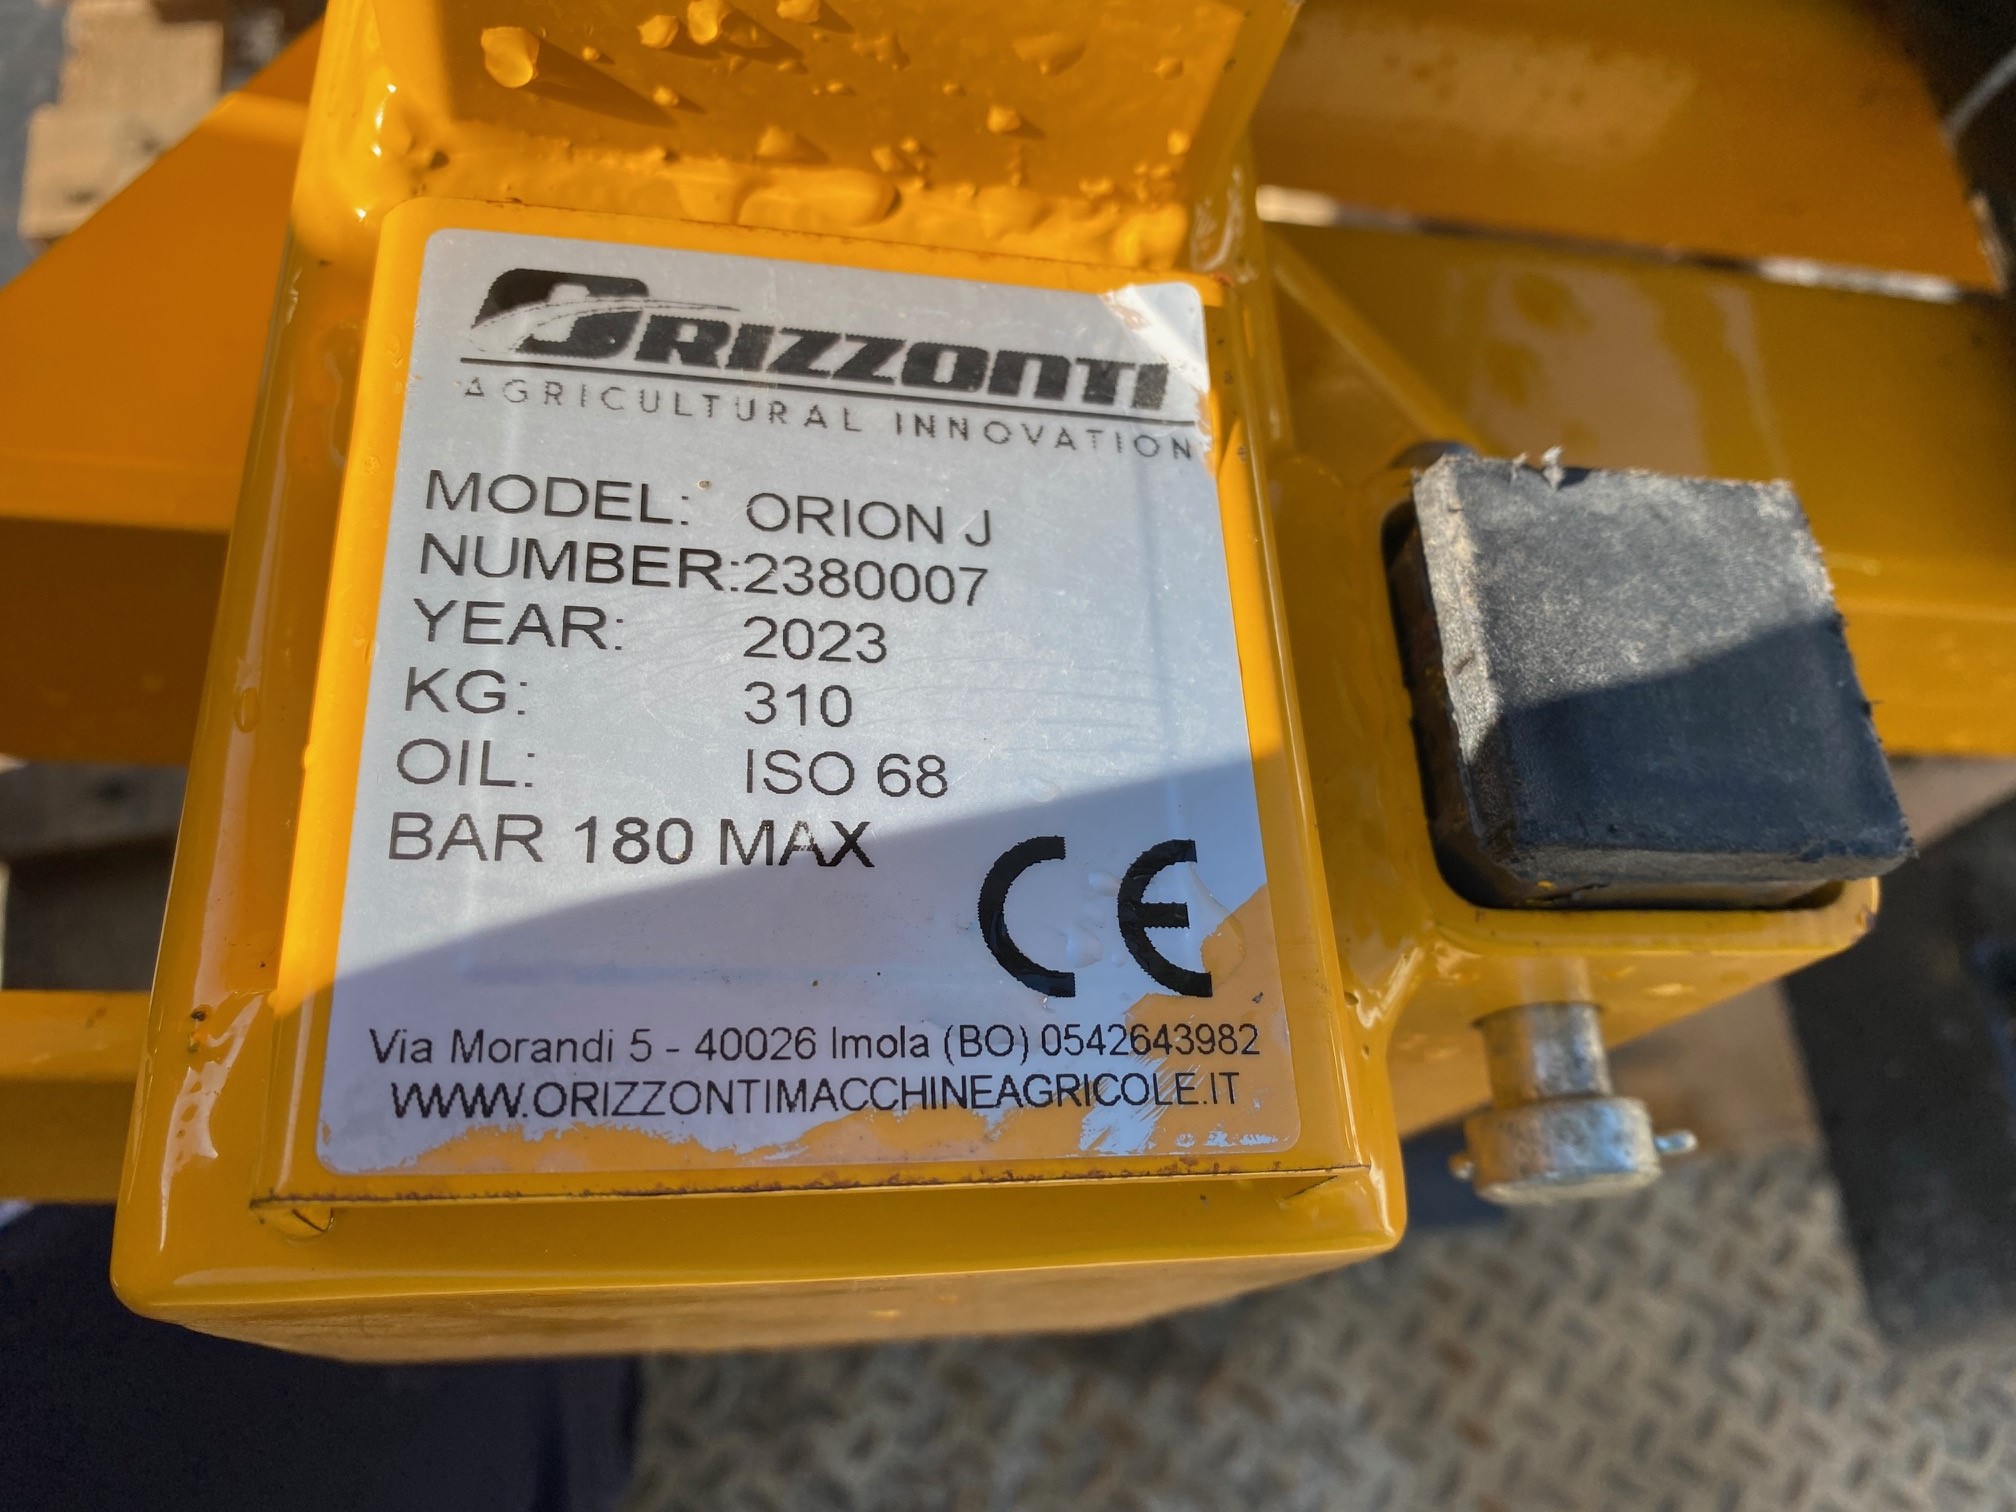 ORIZZONTI
AGRICULTURAL INNOVATION
MODEL: ORION J
NUMBER:2380007
YEAR: 2023
KG: 310
OIL: ISO 68
BAR 180 MAX
CE
Via Morandi 5 - 40026 Imola (BO) 0542643982
WWW.ORIZZONTIMACCHINEAGRICOLE.IT